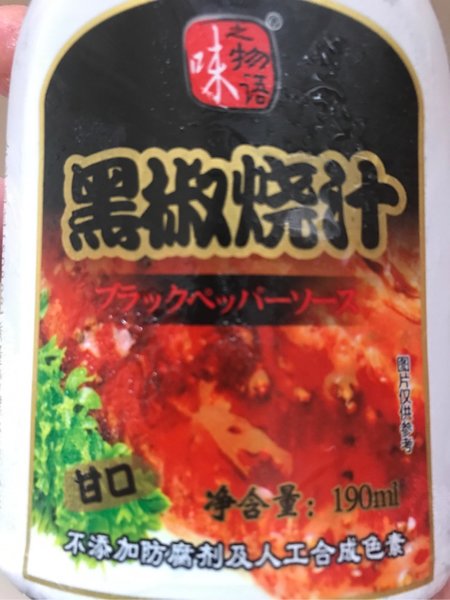 味之物语
黑椒烧汁
ブラックペッパーソース
图片仅供参考
甘口
净含量：190ml
不添加防腐剂及人工合成色素